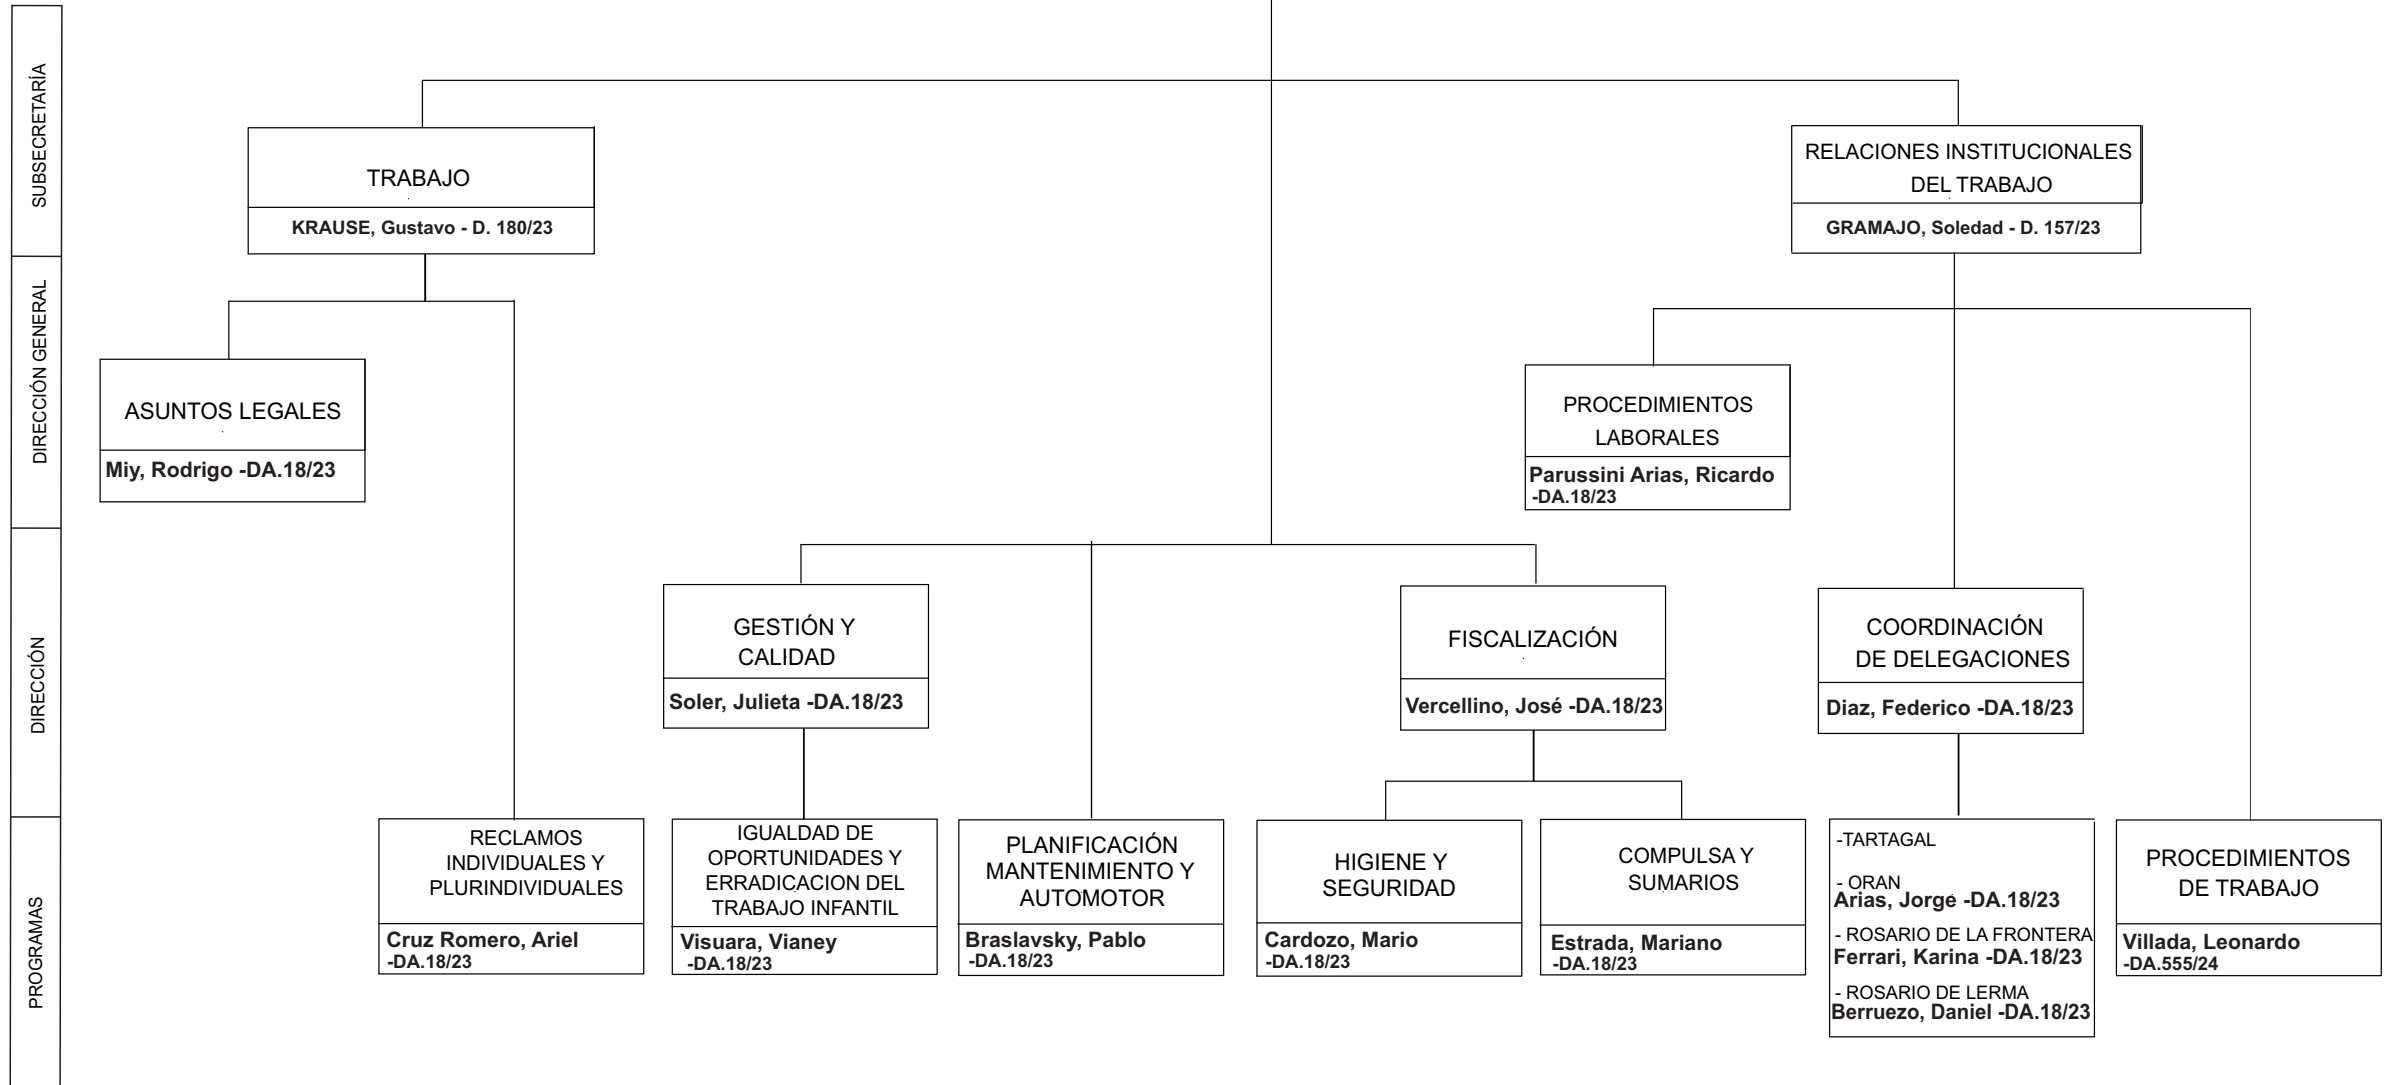 SUBSECRETARÍA
TRABAJO
KRAUSE, Gustavo - D. 180/23
RELACIONES INSTITUCIONALES
DEL TRABAJO
GRAMAJO, Soledad - D. 157/23
DIRECCIÓN GENERAL
ASUNTOS LEGALES
Miy, Rodrigo -DA.18/23
PROCEDIMIENTOS
LABORALES
Parussini Arias, Ricardo
-DA.18/23
DIRECCIÓN
GESTIÓN Y
CALIDAD
Soler, Julieta -DA.18/23
FISCALIZACIÓN
Vercellino, José -DA.18/23
COORDINACIÓN
DE DELEGACIONES
Diaz, Federico -DA.18/23
PROGRAMAS
RECLAMOS
INDIVIDUALES Y
PLURINDIVIDUALES
Cruz Romero, Ariel
-DA.18/23
IGUALDAD DE
OPORTUNIDADES Y
ERRADICACION DEL
TRABAJO INFANTIL
Visuara, Vianey
-DA.18/23
PLANIFICACIÓN
MANTENIMIENTO Y
AUTOMOTOR
Braslavsky, Pablo
-DA.18/23
HIGIENE Y
SEGURIDAD
Cardozo, Mario
-DA.18/23
COMPULSA Y
SUMARIOS
Estrada, Mariano
-DA.18/23
-TARTAGAL
- ORAN
Arias, Jorge -DA.18/23
- ROSARIO DE LA FRONTERA
Ferrari, Karina -DA.18/23
- ROSARIO DE LERMA
Berruezo, Daniel -DA.18/23
PROCEDIMIENTOS
DE TRABAJO
Villada, Leonardo
-DA.555/24